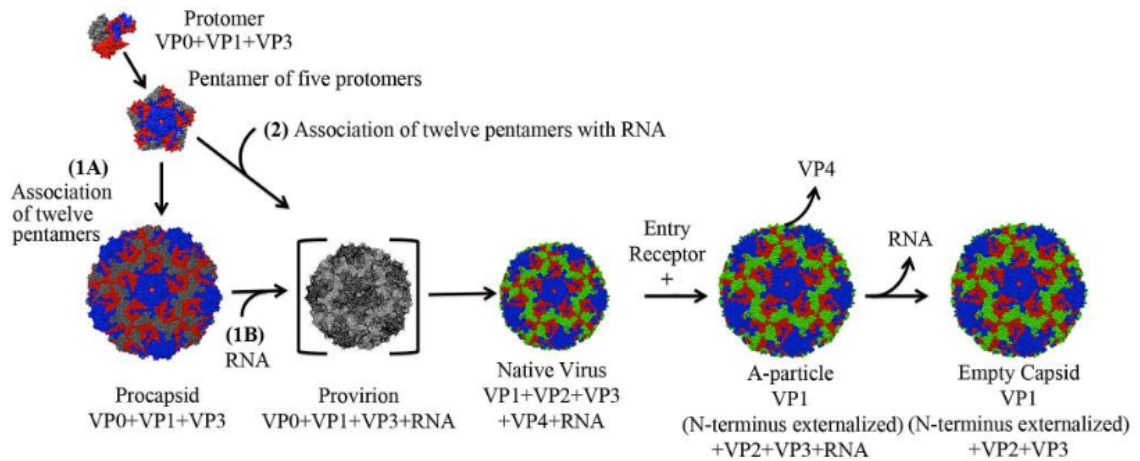 Protomer
VP0+VP1+VP3
Pentamer of five protomers
(2) Association of twelve pentamers with RNA
(1A)
Association
of twelve
pentamers
VP4
Entry
Receptor
+
RNA
(1B)
RNA
Procapsid
VP0+VP1+VP3
Provirion
VP0+VP1+VP3+RNA
Native Virus
VP1+VP2+VP3
+VP4+RNA
A-particle
VP1
(N-terminus externalized)
+VP2+VP3+RNA
Empty Capsid
VP1
(N-terminus externalized)
+VP2+VP3